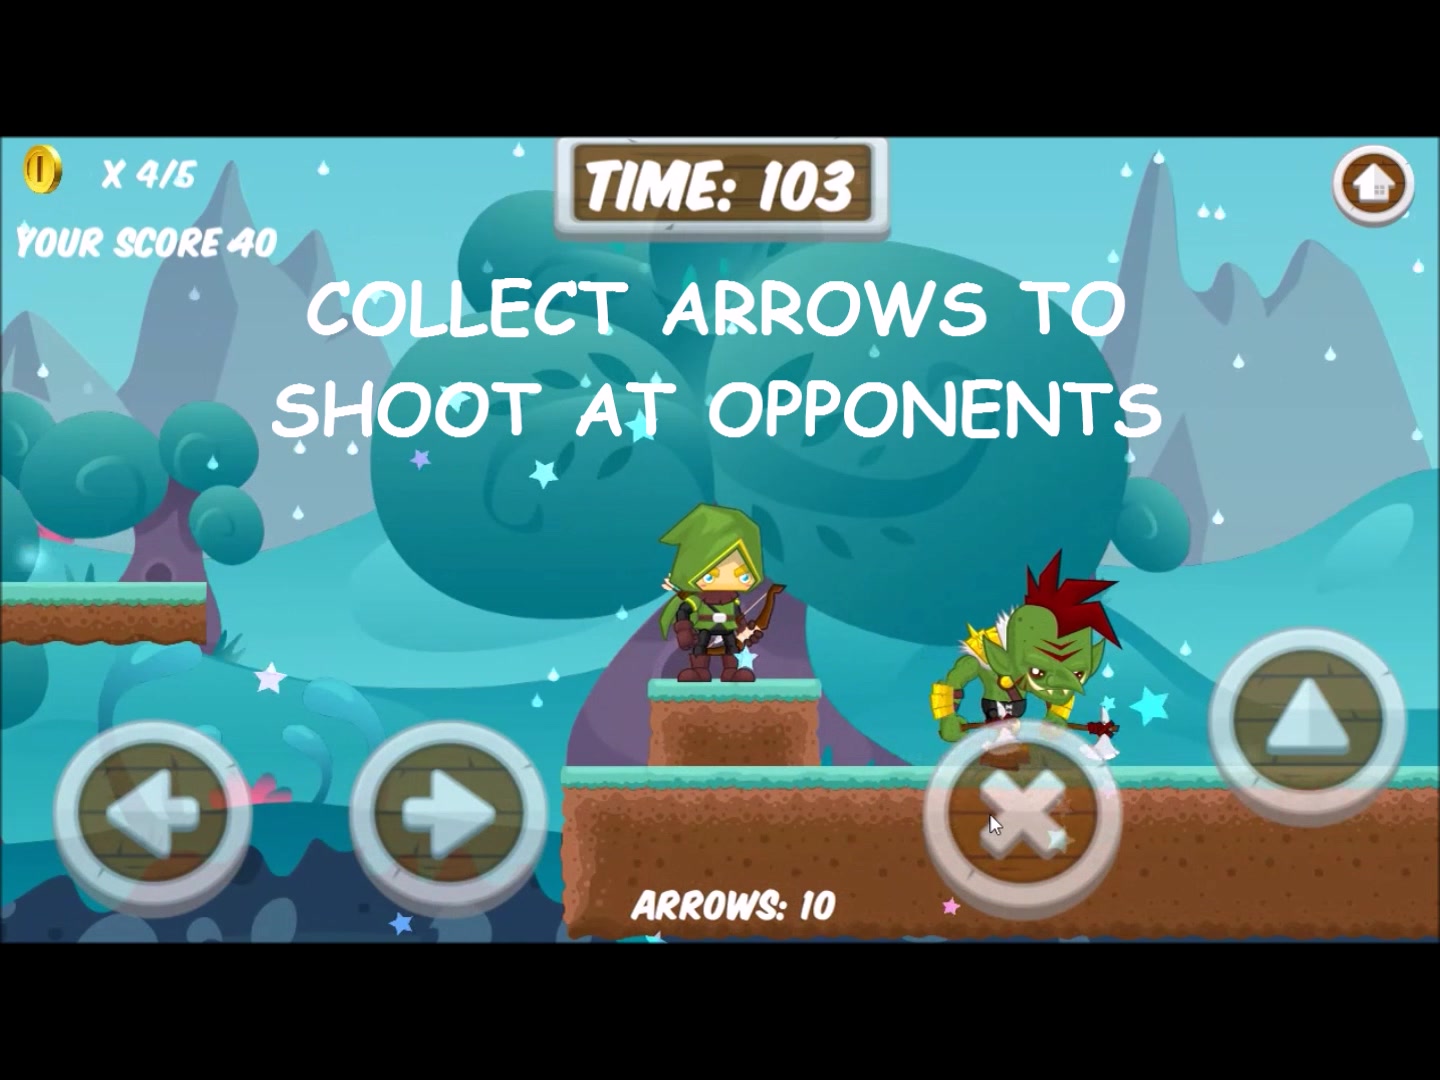 X 4/5
TIME: 103
YOUR SCORE 40
COLLECT ARROWS TO
SHOOT AT OPPONENTS
ARROWS: 10